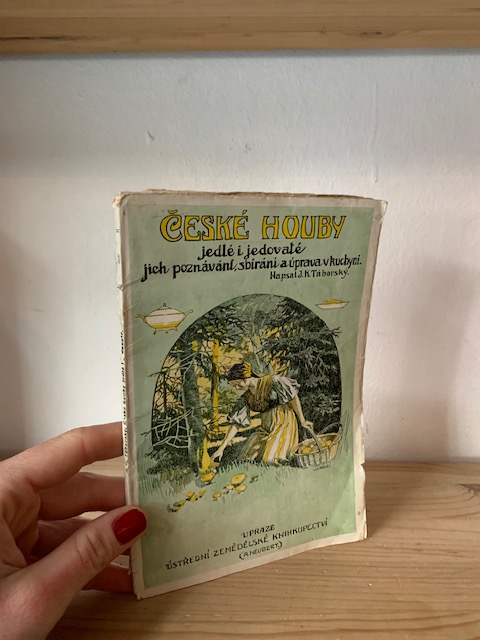 ČESKÉ HOUBY
jedlé i jedovaté
jich poznávání, sbírání a úprava v kuchyni.
Napsal J. K. Táborský.
V PRAZE
ÚSTŘEDNÍ ZEMĚDĚLSKÉ KNIHKUPECTVÍ
(A. NEUBERT.)